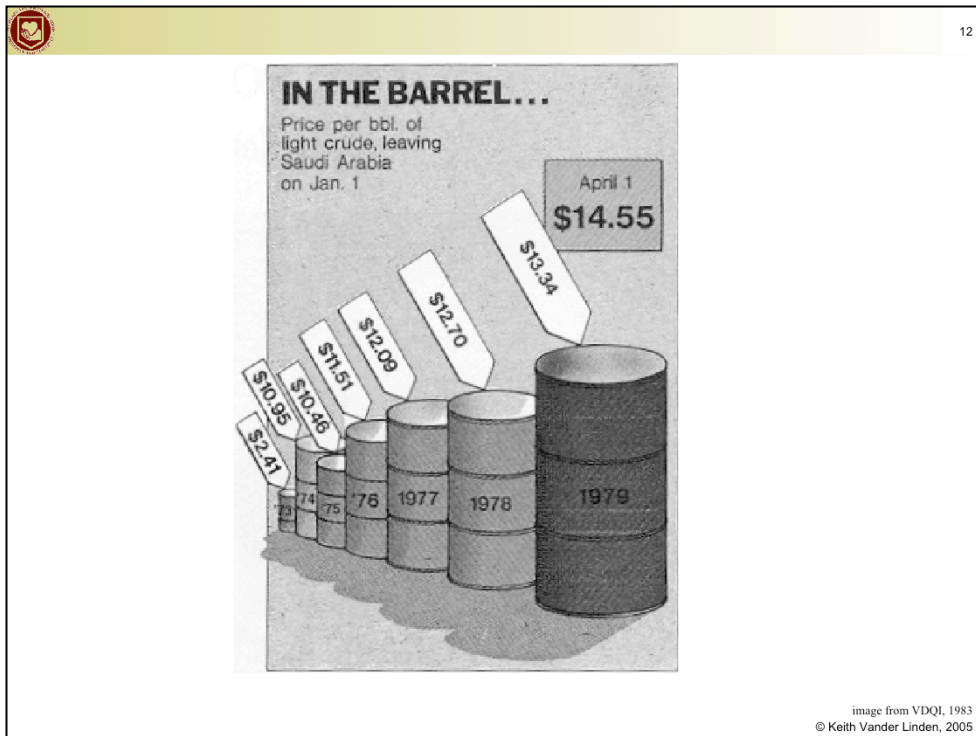 12
IN THE BARREL...
Price per bbl. of
light crude, leaving
Saudi Arabia
on Jan. 1
April 1
$14.55
$13.34
$12.70
$12.09
$11.51
$10.46
$10.95
$2.41
'73
'74
'75
'76
1977
1978
1979
image from VDQI, 1983
© Keith Vander Linden, 2005